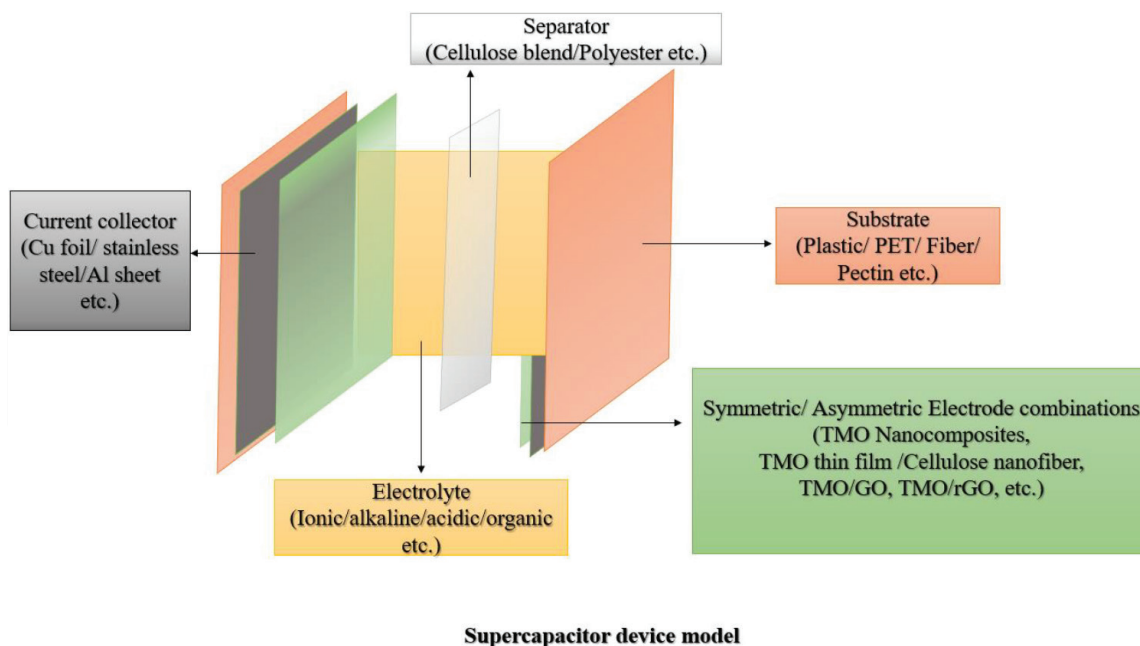 Separator
(Cellulose blend/Polyester etc.)
Current collector
(Cu foil/ stainless
steel/Al sheet
etc.)
Substrate
(Plastic/ PET/ Fiber/
Pectin etc.)
Symmetric/ Asymmetric Electrode combinations
(TMO Nanocomposites,
TMO thin film /Cellulose nanofiber,
TMO/GO, TMO/rGO, etc.)
Electrolyte
(Ionic/alkaline/acidic/organic
etc.)
Supercapacitor device model